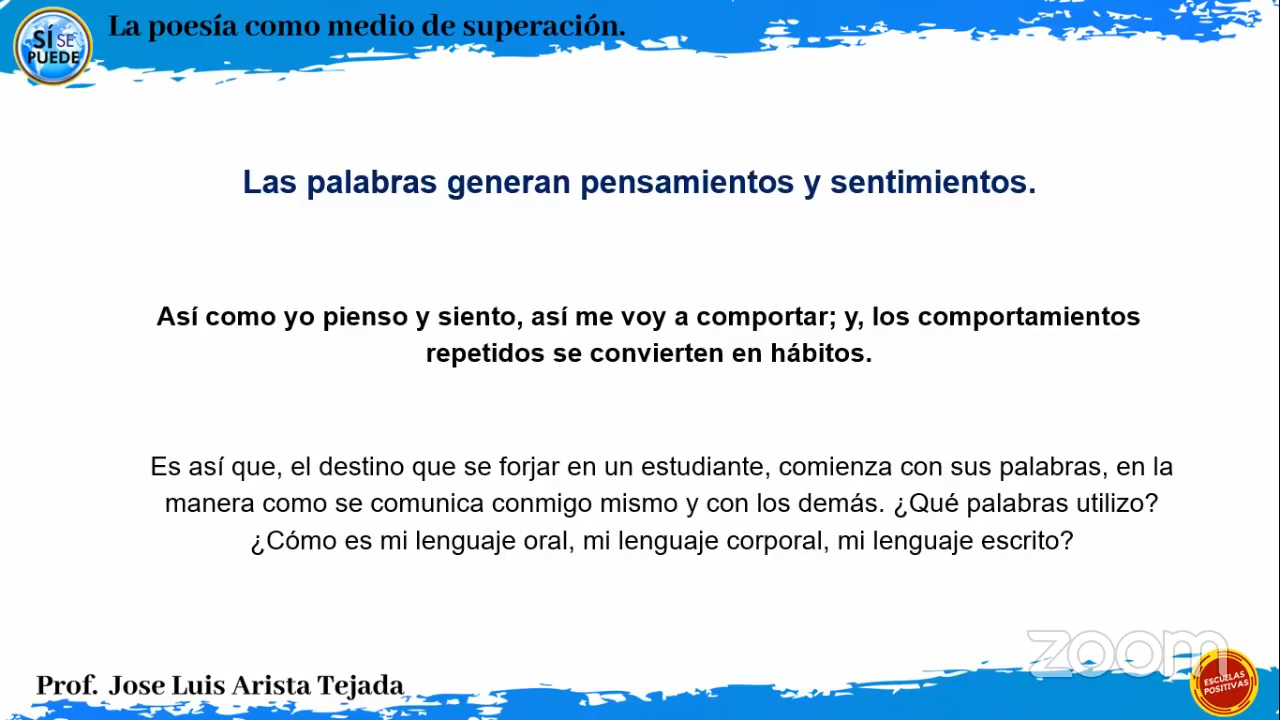 SÍ SE
PUEDE
La poesía como medio de superación.
Las palabras generan pensamientos y sentimientos.
Así como yo pienso y siento, así me voy a comportar; y, los comportamientos
repetidos se convierten en hábitos.
Es así que, el destino que se forjar en un estudiante, comienza con sus palabras, en la
manera como se comunica conmigo mismo y con los demás. ¿Qué palabras utilizo?
¿Cómo es mi lenguaje oral, mi lenguaje corporal, mi lenguaje escrito?
zoom
Prof. Jose Luis Arista Tejada
ESCUELAS
POSITIVAS